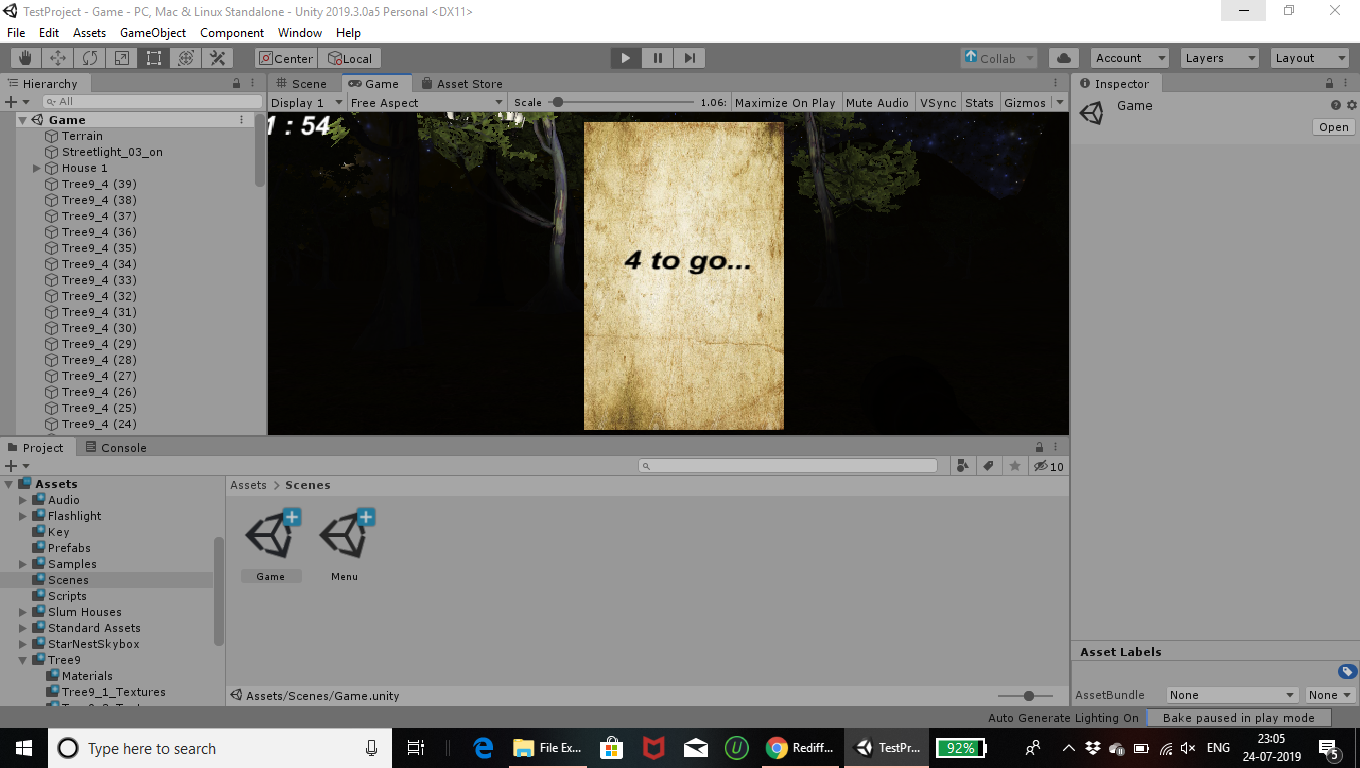 TestProject - Game - PC, Mac & Linux Standalone - Unity 2019.3.0a5 Personal <DX11>
File Edit Assets GameObject Component Window Help
Center Local Collab Account Layers Layout
Hierarchy Scene Game Asset Store Inspector
All Display 1 Free Aspect Scale 1.06: Maximize On Play Mute Audio VSync Stats Gizmos Game
Open
Game
Terrain
Streetlight_03_on
House 1
Tree9_4 (39)
Tree9_4 (38)
Tree9_4 (37)
Tree9_4 (36)
Tree9_4 (35)
Tree9_4 (34)
Tree9_4 (33)
Tree9_4 (32)
Tree9_4 (31)
Tree9_4 (30)
Tree9_4 (29)
Tree9_4 (28)
Tree9_4 (27)
Tree9_4 (26)
Tree9_4 (25)
Tree9_4 (24)
1 : 54
4 to go...
Project Console
10
Assets
Audio
Flashlight
Key
Prefabs
Samples
Scenes
Scripts
Slum Houses
Standard Assets
StarNestSkybox
Tree9
Materials
Tree9_1_Textures
Assets > Scenes
Game Menu
Assets/Scenes/Game.unity
Asset Labels
AssetBundle None None
Auto Generate Lighting On Bake paused in play mode
Type here to search
File Ex...
Rediff...
TestPr...
92%
ENG
23:05
24-07-2019
5